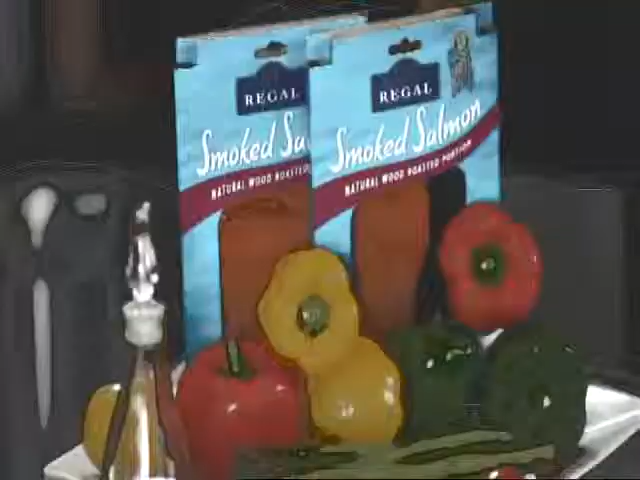 REGAL
Smoked Su
NATURAL WOOD ROASTED
REGAL
Smoked Salmon
NATURAL WOOD ROASTED PORTION